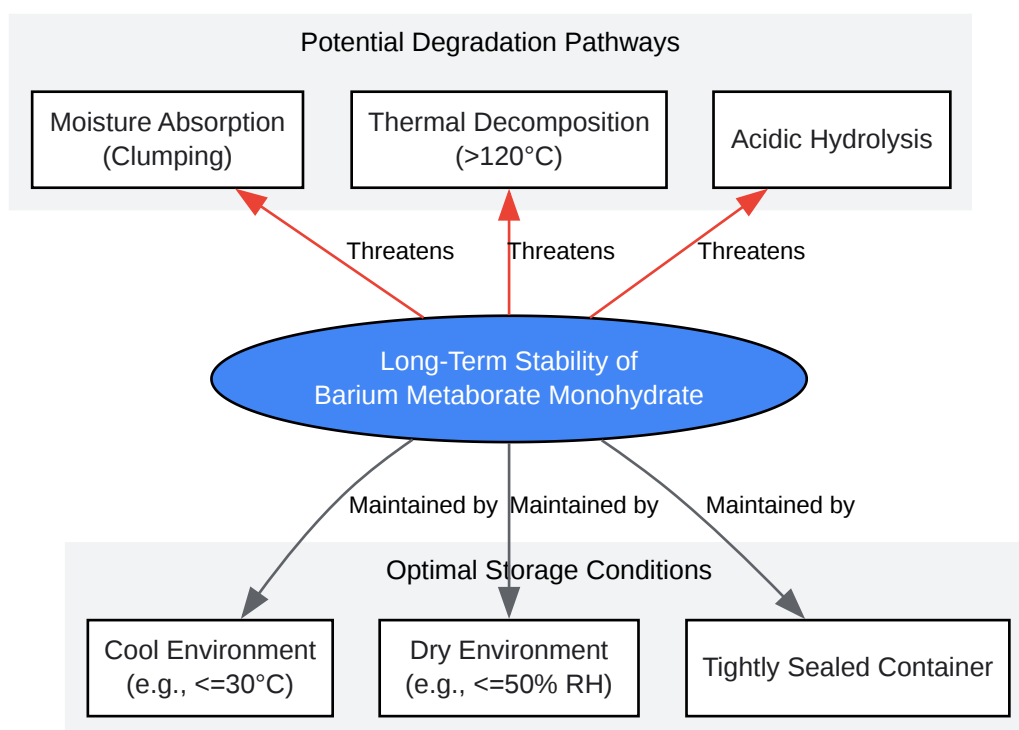 Potential Degradation Pathways
Moisture Absorption
(Clumping)
Thermal Decomposition
(>120°C)
Acidic Hydrolysis
Threatens
Threatens
Threatens
Long-Term Stability of
Barium Metaborate Monohydrate
Maintained by
Maintained by
Maintained by
Optimal Storage Conditions
Cool Environment
(e.g., <=30°C)
Dry Environment
(e.g., <=50% RH)
Tightly Sealed Container